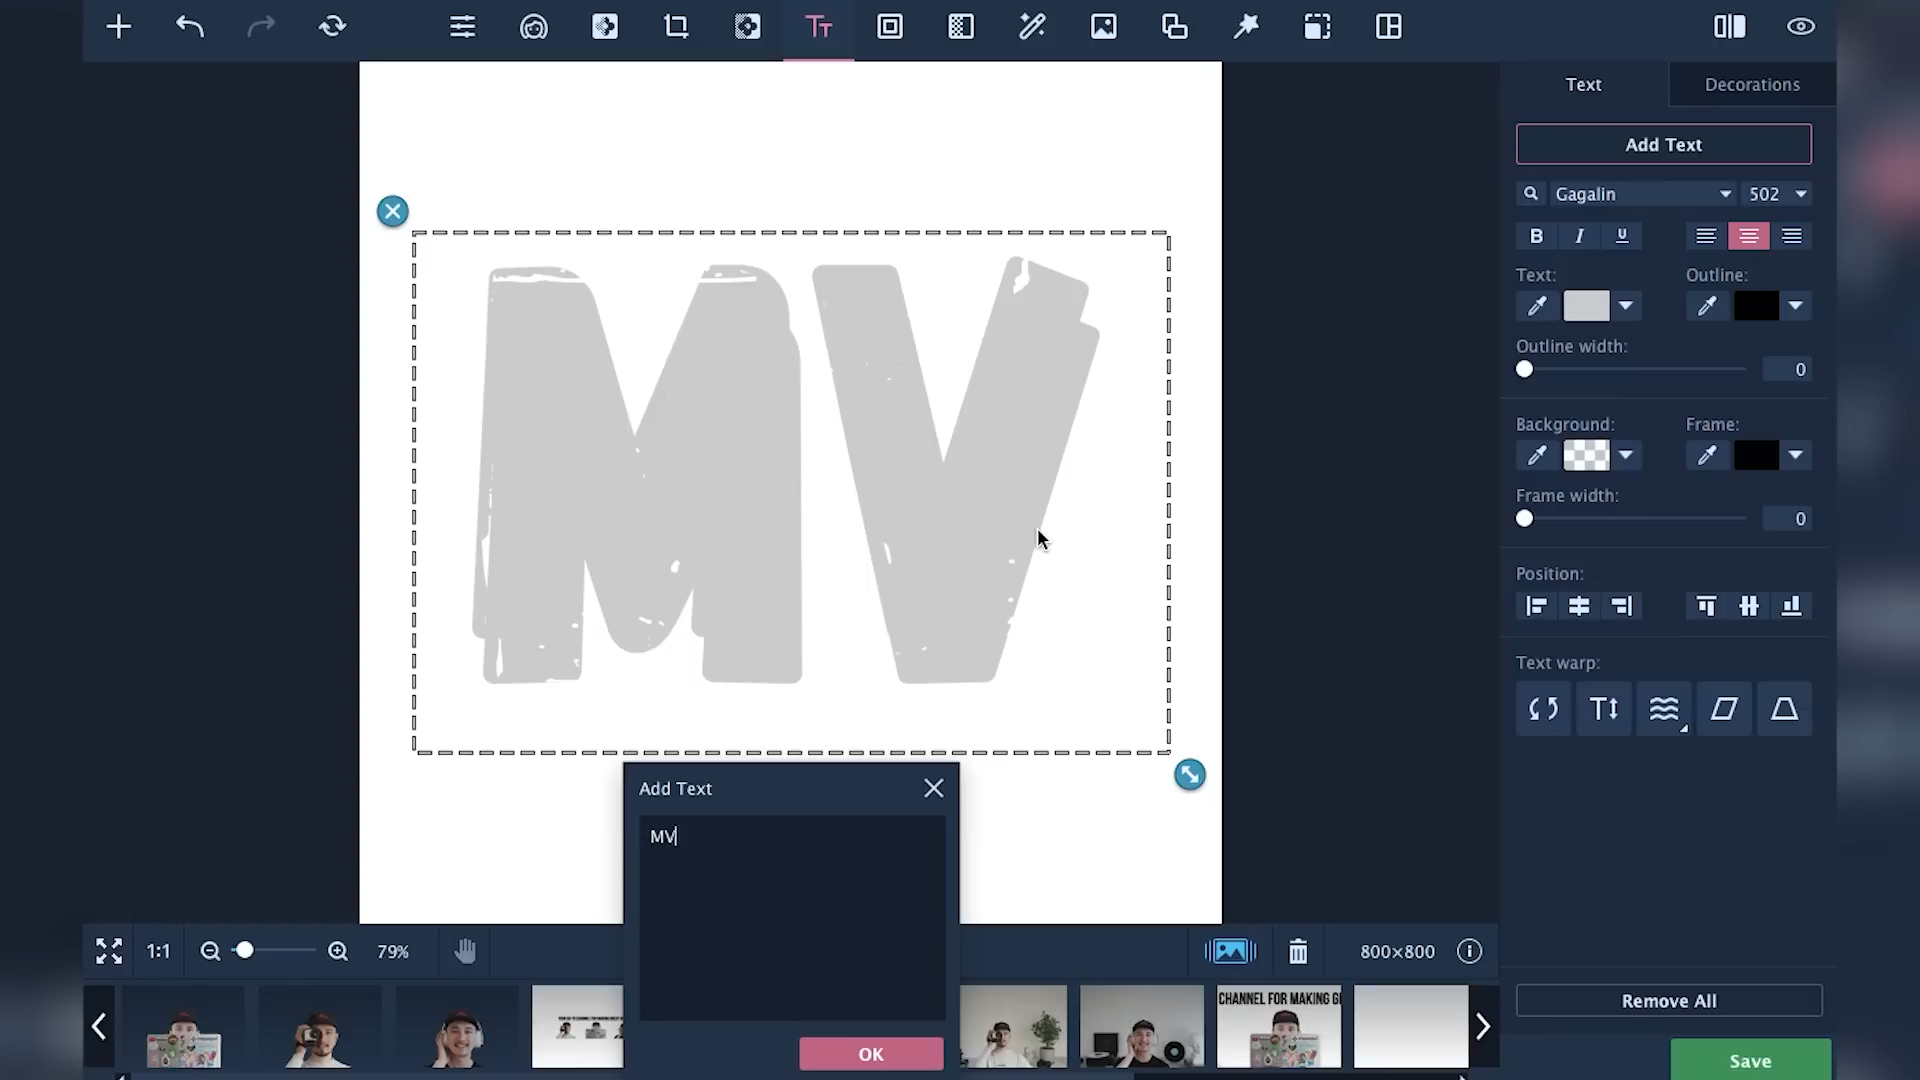 Text
Decorations
Add Text
Gagalin
502
B I U
Text:
Outline:
Outline width:
0
Background:
Frame:
Frame width:
0
Position:
Text warp:
MV
Add Text
MV
OK
1:1
79%
800×800
CHANNEL FOR MAKING
Remove All
Save